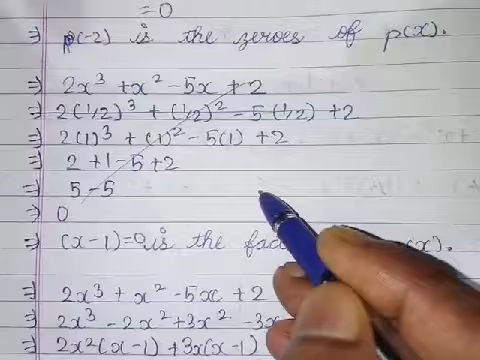 = 0
⇒ p(-2) is the zeroes of p(x).
⇒ 2x³ + x² - 5x + 2
⇒ 2(1/2)³ + (1/2)² - 5(1/2) + 2
⇒ 2(1)³ + (1)² - 5(1) + 2
⇒ 2 + 1 - 5 + 2
⇒ 5 - 5
⇒ 0
⇒ (x-1)=0 is the (x).
⇒ 2x³ + x² - 5x + 2
⇒ 2x³ - 2x² + 3x² - 3x
⇒ 2x²(x-1) + 3x(x-1)